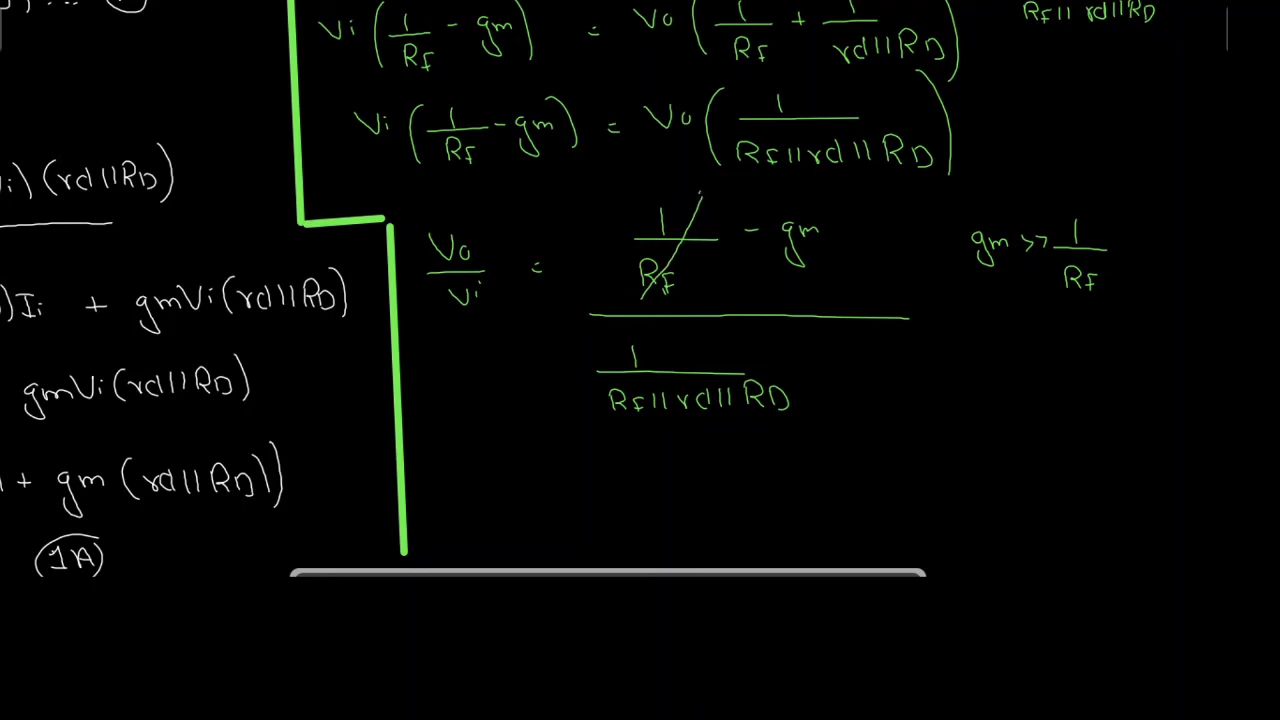 Vi (1/Rf - gm) = Vo (1/Rf + 1/rd||RD)
Rf|| rd||RD
Vi (1/Rf - gm) = Vo (1/Rf||rd||RD)
Vo/Vi = (1/Rf - gm)/(1/Rf||rd||RD)
gm >> 1/Rf
Vi) (rd||RD)
)Ii + gmVi(rd||RD)
gmVi(rd||RD)
+ gm (rd||RD))
(1A)